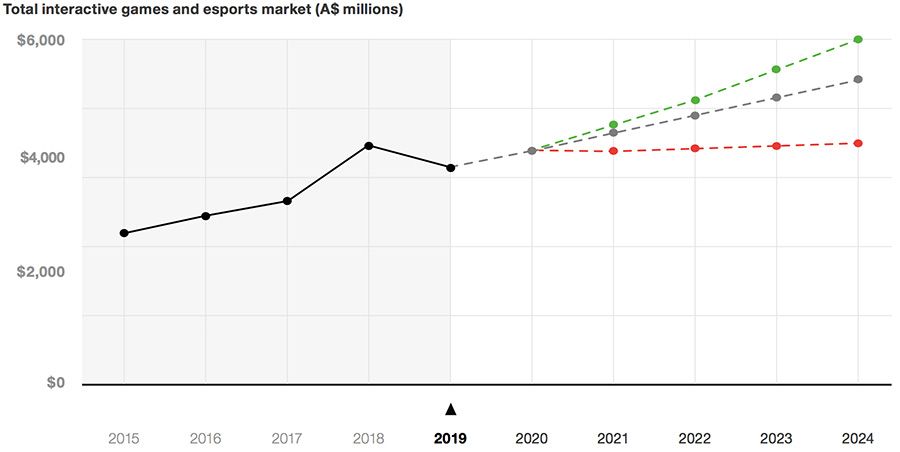 Total interactive games and esports market (A$ millions)
$6,000
$4,000
$2,000
$0
2015 2016 2017 2018 2019 2020 2021 2022 2023 2024